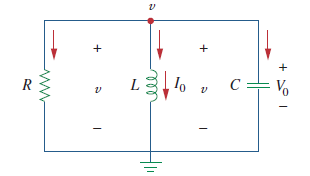 v
+ + +
R v L I₀ v C V₀
− − −